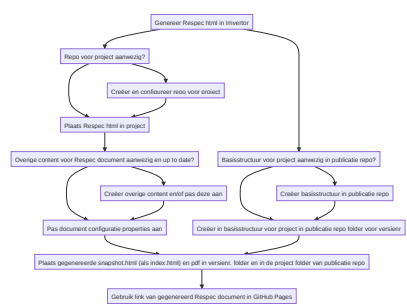 Genereer Respec html in Imvertor
Repo voor project aanwezig?
Creëer en configureer repo voor project
Plaats Respec html in project
Overige content voor Respec document aanwezig en up to date?
Basisstructuur voor project aanwezig in publicatie repo?
Creëer overige content en/of pas deze aan
Creëer basisstructuur in publicatie repo
Pas document configuratie properties aan
Creëer in basisstructuur voor project in publicatie repo folder voor versienr
Plaats gegenereerde snapshot.html (als index.html) en pdf in versienr. folder en in de project folder van publicatie repo
Gebruik link van gegenereerd Respec document in GitHub Pages